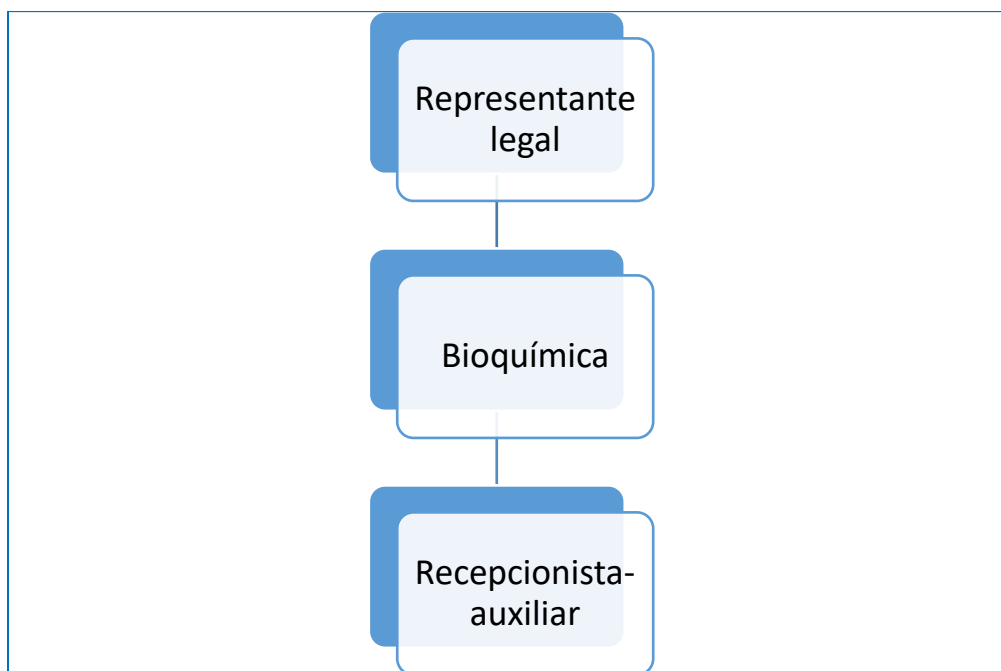 Representante
legal
Bioquímica
Recepcionista-
auxiliar